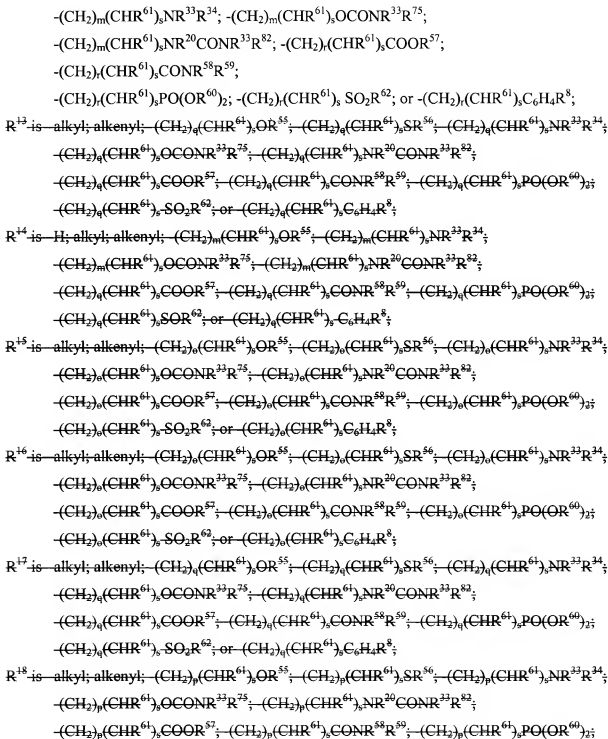 -(CH₂)ₘ(CHR⁶¹)ₛNR³³R³⁴; -(CH₂)ₘ(CHR⁶¹)ₛOCONR³³R⁷⁵;
-(CH₂)ₘ(CHR⁶¹)ₛNR²⁰CONR³³R⁸²; -(CH₂)ᵣ(CHR⁶¹)ₛCOOR⁵⁷;
-(CH₂)ᵣ(CHR⁶¹)ₛCONR⁵⁸R⁵⁹;
-(CH₂)ᵣ(CHR⁶¹)ₛPO(OR⁶⁰)₂; -(CH₂)ᵣ(CHR⁶¹)ₛ SO₂R⁶²; or -(CH₂)ᵣ(CHR⁶¹)ₛC₆H₄R⁸;
R¹³ is alkyl; alkenyl; -(CH₂)q(CHR⁶¹)ₛOR⁵⁵; -(CH₂)q(CHR⁶¹)ₛSR⁵⁶; -(CH₂)q(CHR⁶¹)ₛNR³³R³⁴;
-(CH₂)q(CHR⁶¹)ₛOCONR³³R⁷⁵; -(CH₂)q(CHR⁶¹)ₛNR²⁰CONR³³R⁸²;
-(CH₂)q(CHR⁶¹)ₛCOOR⁵⁷; -(CH₂)q(CHR⁶¹)ₛCONR⁵⁸R⁵⁹; -(CH₂)q(CHR⁶¹)ₛPO(OR⁶⁰)₂;
-(CH₂)q(CHR⁶¹)ₛ SO₂R⁶²; or -(CH₂)q(CHR⁶¹)ₛC₆H₄R⁸;
R¹⁴ is H; alkyl; alkenyl; -(CH₂)ₘ(CHR⁶¹)ₛOR⁵⁵; -(CH₂)ₘ(CHR⁶¹)ₛNR³³R³⁴;
-(CH₂)ₘ(CHR⁶¹)ₛOCONR³³R⁷⁵; -(CH₂)ₘ(CHR⁶¹)ₛNR²⁰CONR³³R⁸²;
-(CH₂)q(CHR⁶¹)ₛCOOR⁵⁷; -(CH₂)q(CHR⁶¹)ₛCONR⁵⁸R⁵⁹; -(CH₂)q(CHR⁶¹)ₛPO(OR⁶⁰)₂;
-(CH₂)q(CHR⁶¹)ₛSOR⁶²; or -(CH₂)q(CHR⁶¹)ₛ C₆H₄R⁸;
R¹⁵ is alkyl; alkenyl; -(CH₂)ₒ(CHR⁶¹)ₛOR⁵⁵; -(CH₂)ₒ(CHR⁶¹)ₛSR⁵⁶; -(CH₂)ₒ(CHR⁶¹)ₛNR³³R³⁴;
-(CH₂)ₒ(CHR⁶¹)ₛOCONR³³R⁷⁵; -(CH₂)ₒ(CHR⁶¹)ₛNR²⁰CONR³³R⁸²;
-(CH₂)ₒ(CHR⁶¹)ₛCOOR⁵⁷; -(CH₂)ₒ(CHR⁶¹)ₛCONR⁵⁸R⁵⁹; -(CH₂)ₒ(CHR⁶¹)ₛPO(OR⁶⁰)₂;
-(CH₂)ₒ(CHR⁶¹)ₛ SO₂R⁶²; or -(CH₂)ₒ(CHR⁶¹)ₛC₆H₄R⁸;
R¹⁶ is alkyl; alkenyl; -(CH₂)ₒ(CHR⁶¹)ₛOR⁵⁵; -(CH₂)ₒ(CHR⁶¹)ₛSR⁵⁶; -(CH₂)ₒ(CHR⁶¹)ₛNR³³R³⁴;
-(CH₂)ₒ(CHR⁶¹)ₛOCONR³³R⁷⁵; -(CH₂)ₒ(CHR⁶¹)ₛNR²⁰CONR³³R⁸²;
-(CH₂)ₒ(CHR⁶¹)ₛCOOR⁵⁷; -(CH₂)ₒ(CHR⁶¹)ₛCONR⁵⁸R⁵⁹; -(CH₂)ₒ(CHR⁶¹)ₛPO(OR⁶⁰)₂;
-(CH₂)ₒ(CHR⁶¹)ₛ SO₂R⁶²; or -(CH₂)ₒ(CHR⁶¹)ₛC₆H₄R⁸;
R¹⁷ is alkyl; alkenyl; -(CH₂)q(CHR⁶¹)ₛOR⁵⁵; -(CH₂)q(CHR⁶¹)ₛSR⁵⁶; -(CH₂)q(CHR⁶¹)ₛNR³³R³⁴;
-(CH₂)q(CHR⁶¹)ₛOCONR³³R⁷⁵; -(CH₂)q(CHR⁶¹)ₛNR²⁰CONR³³R⁸²;
-(CH₂)q(CHR⁶¹)ₛCOOR⁵⁷; -(CH₂)q(CHR⁶¹)ₛCONR⁵⁸R⁵⁹; -(CH₂)q(CHR⁶¹)ₛPO(OR⁶⁰)₂;
-(CH₂)q(CHR⁶¹)ₛ SO₂R⁶²; or -(CH₂)q(CHR⁶¹)ₛC₆H₄R⁸;
R¹⁸ is alkyl; alkenyl; -(CH₂)ₚ(CHR⁶¹)ₛOR⁵⁵; -(CH₂)ₚ(CHR⁶¹)ₛSR⁵⁶; -(CH₂)ₚ(CHR⁶¹)ₛNR³³R³⁴;
-(CH₂)ₚ(CHR⁶¹)ₛOCONR³³R⁷⁵; -(CH₂)ₚ(CHR⁶¹)ₛNR²⁰CONR³³R⁸²;
-(CH₂)ₚ(CHR⁶¹)ₛCOOR⁵⁷; -(CH₂)ₚ(CHR⁶¹)ₛCONR⁵⁸R⁵⁹; -(CH₂)ₚ(CHR⁶¹)ₛPO(OR⁶⁰)₂;